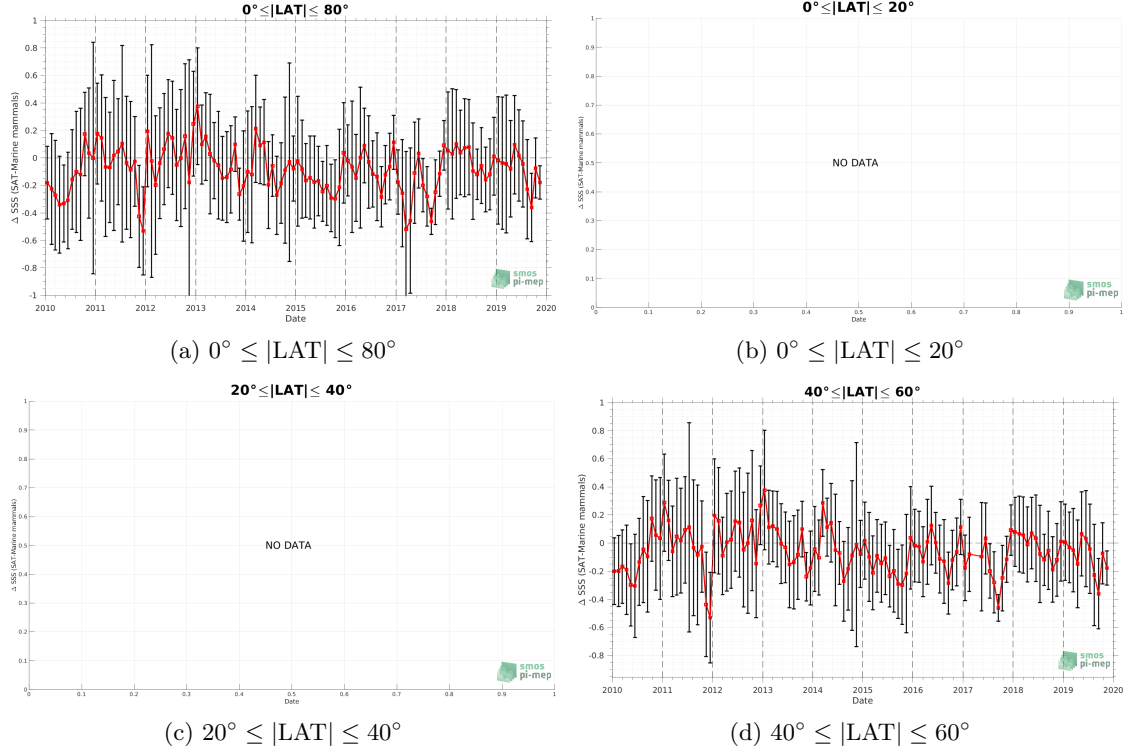 0°≤|LAT|≤ 80°
1
0.8
0.6
0.4
0.2
0
-0.2
-0.4
-0.6
-0.8
-1
Δ SSS (SAT-Marine mammals)
2010 2011 2012 2013 2014 2015 2016 2017 2018 2019 2020
Date
smos
pi-mep
(a) 0° ≤ |LAT| ≤ 80°
0°≤|LAT|≤ 20°
1
0.9
0.8
0.7
0.6
0.5
0.4
0.3
0.2
0.1
0
Δ SSS (SAT-Marine mammals)
NO DATA
0 0.1 0.2 0.3 0.4 0.5 0.6 0.7 0.8 0.9 1
Date
smos
pi-mep
(b) 0° ≤ |LAT| ≤ 20°
20°≤|LAT|≤ 40°
1
0.9
0.8
0.7
0.6
0.5
0.4
0.3
0.2
0.1
0
Δ SSS (SAT-Marine mammals)
NO DATA
0 0.1 0.2 0.3 0.4 0.5 0.6 0.7 0.8 0.9 1
Date
smos
pi-mep
(c) 20° ≤ |LAT| ≤ 40°
40°≤|LAT|≤ 60°
1
0.8
0.6
0.4
0.2
0
-0.2
-0.4
-0.6
-0.8
Δ SSS (SAT-Marine mammals)
2010 2011 2012 2013 2014 2015 2016 2017 2018 2019 2020
Date
smos
pi-mep
(d) 40° ≤ |LAT| ≤ 60°